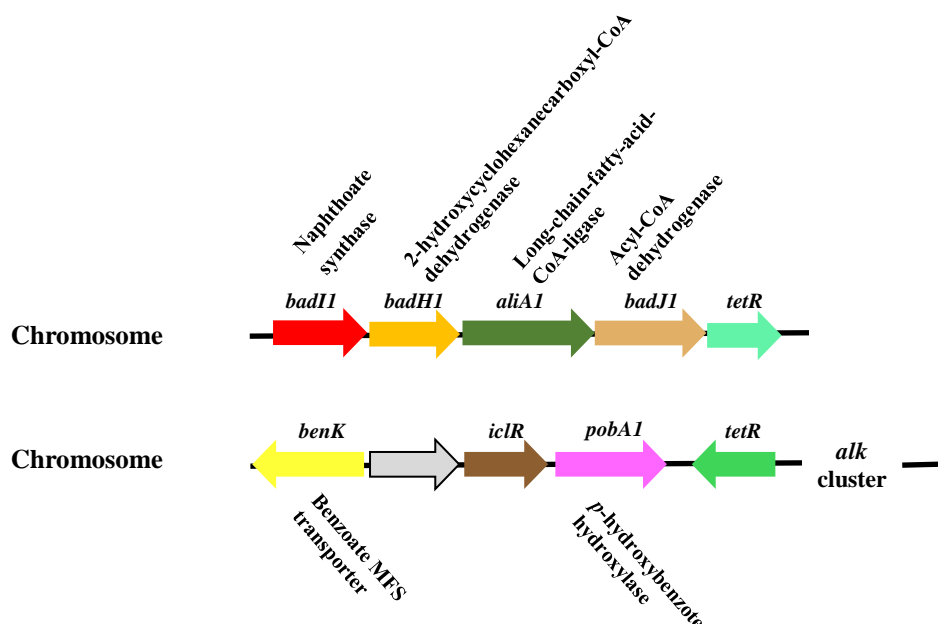 Naphthoate
synthase
2-hydroxycyclohexanecarboxyl-CoA
dehydrogenase
Long-chain-fatty-acid-
CoA-ligase
Acyl-CoA
dehydrogenase
badI1
badH1
aliA1
badJ1
tetR
Chromosome
benK
iclR
pobA1
tetR
Chromosome
alk
cluster
Benzoate MFS
transporter
p-hydroxybenzote
hydroxylase